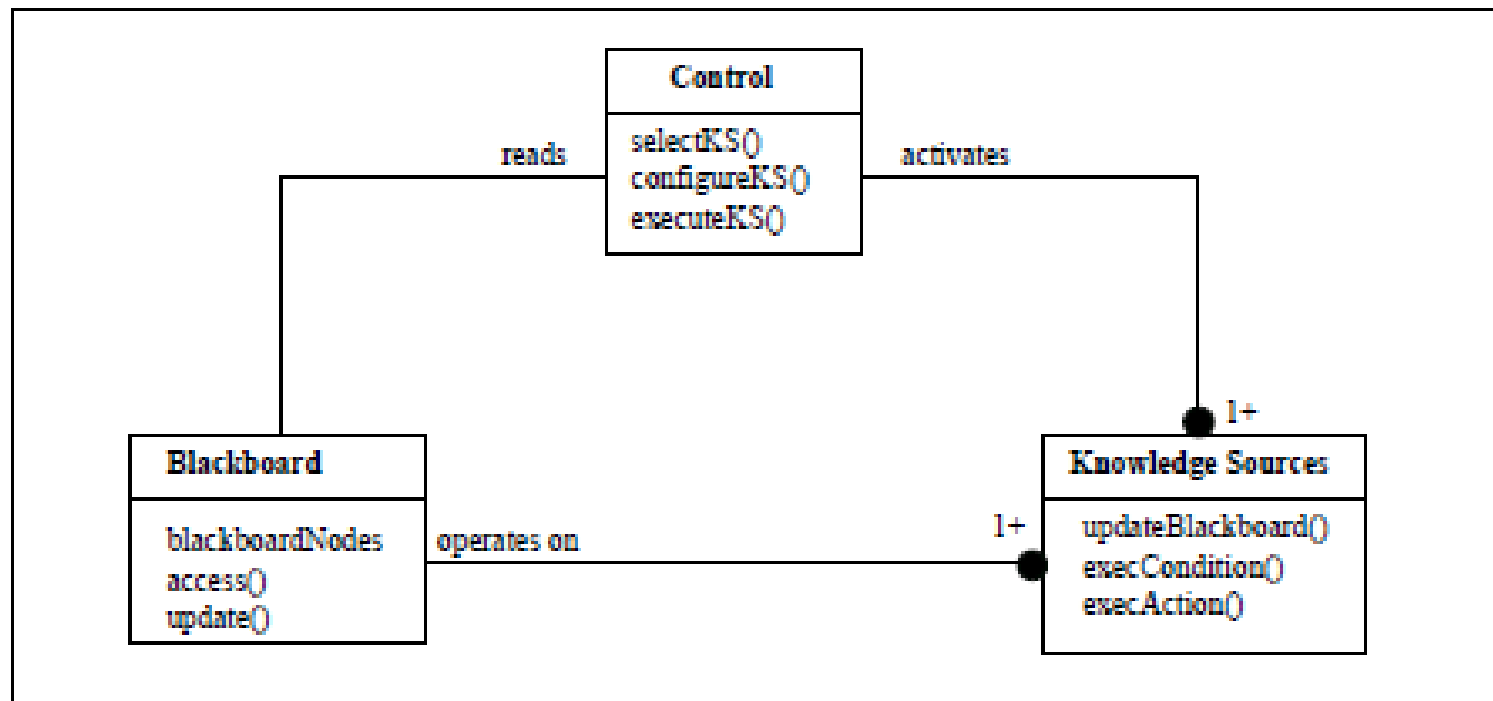 Control
selectKS()
configureKS()
executeKS()
reads
activates
1+
Blackboard
blackboardNodes
access()
update()
operates on
1+
Knowledge Sources
updateBlackboard()
execCondition()
execAction()